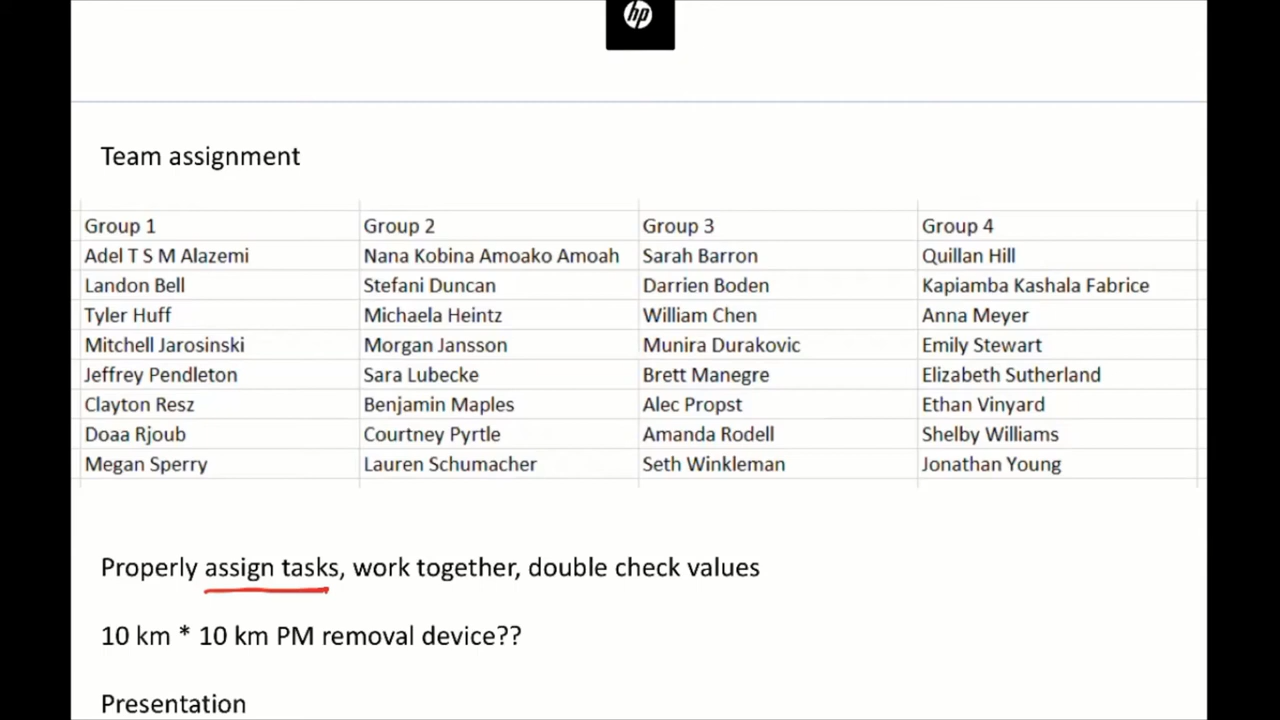 hp
Team assignment
Group 1 Group 2 Group 3 Group 4
Adel T S M Alazemi Nana Kobina Amoako Amoah Sarah Barron Quillan Hill
Landon Bell Stefani Duncan Darrien Boden Kapiamba Kashala Fabrice
Tyler Huff Michaela Heintz William Chen Anna Meyer
Mitchell Jarosinski Morgan Jansson Munira Durakovic Emily Stewart
Jeffrey Pendleton Sara Lubecke Brett Manegre Elizabeth Sutherland
Clayton Resz Benjamin Maples Alec Propst Ethan Vinyard
Doaa Rjoub Courtney Pyrtle Amanda Rodell Shelby Williams
Megan Sperry Lauren Schumacher Seth Winkleman Jonathan Young
Properly assign tasks, work together, double check values
10 km * 10 km PM removal device??
Presentation